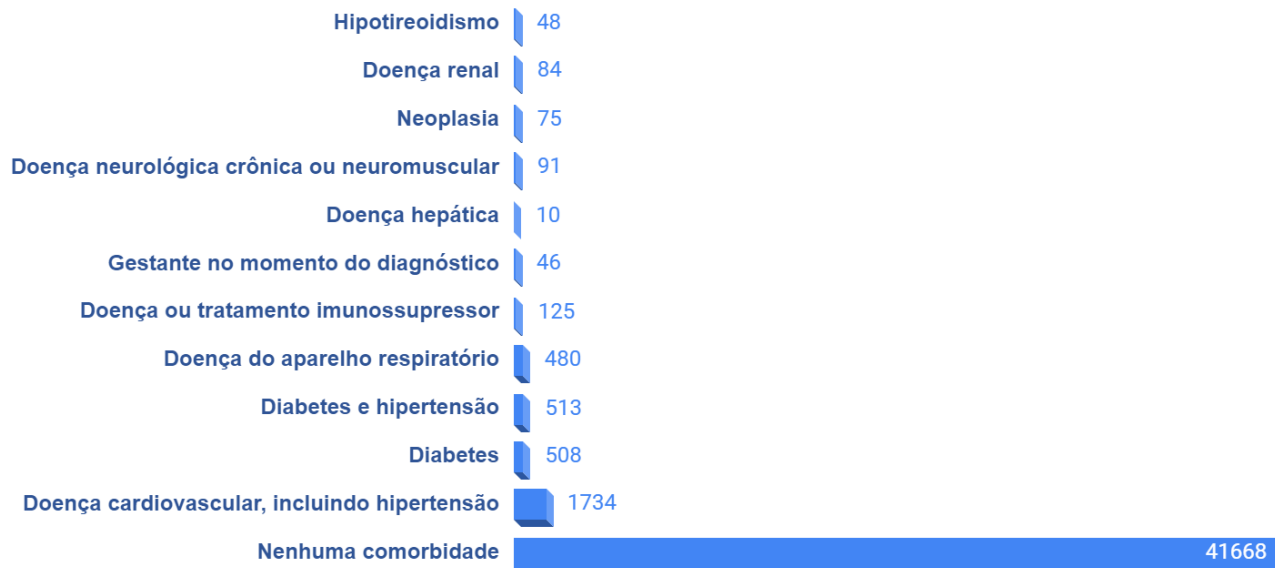 Hipotireoidismo 48
Doença renal 84
Neoplasia 75
Doença neurológica crônica ou neuromuscular 91
Doença hepática 10
Gestante no momento do diagnóstico 46
Doença ou tratamento imunossupressor 125
Doença do aparelho respiratório 480
Diabetes e hipertensão 513
Diabetes 508
Doença cardiovascular, incluindo hipertensão 1734
Nenhuma comorbidade 41668